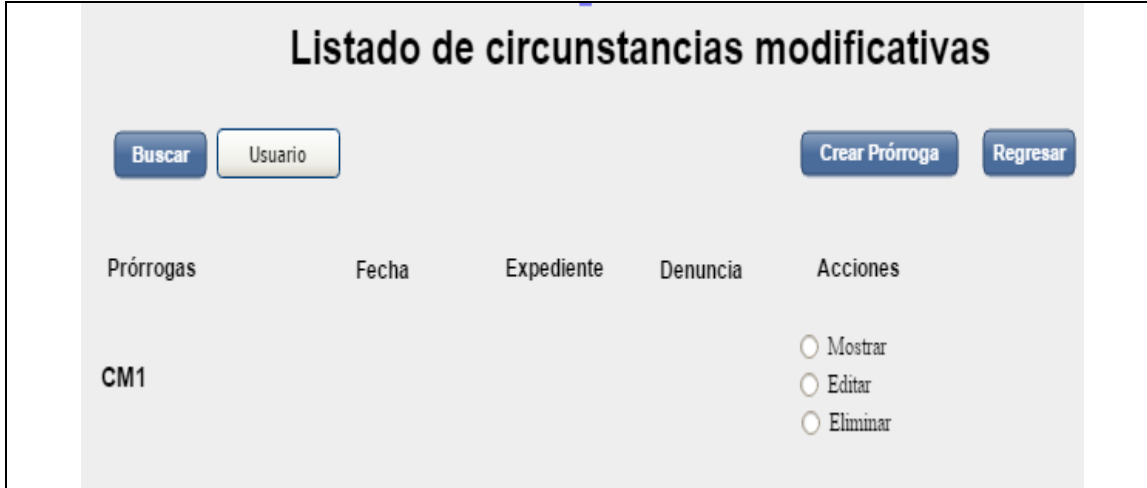 Listado de circunstancias modificativas
Buscar Usuario Crear Prórroga Regresar
Prórrogas Fecha Expediente Denuncia Acciones
Mostrar
CM1
Editar
Eliminar